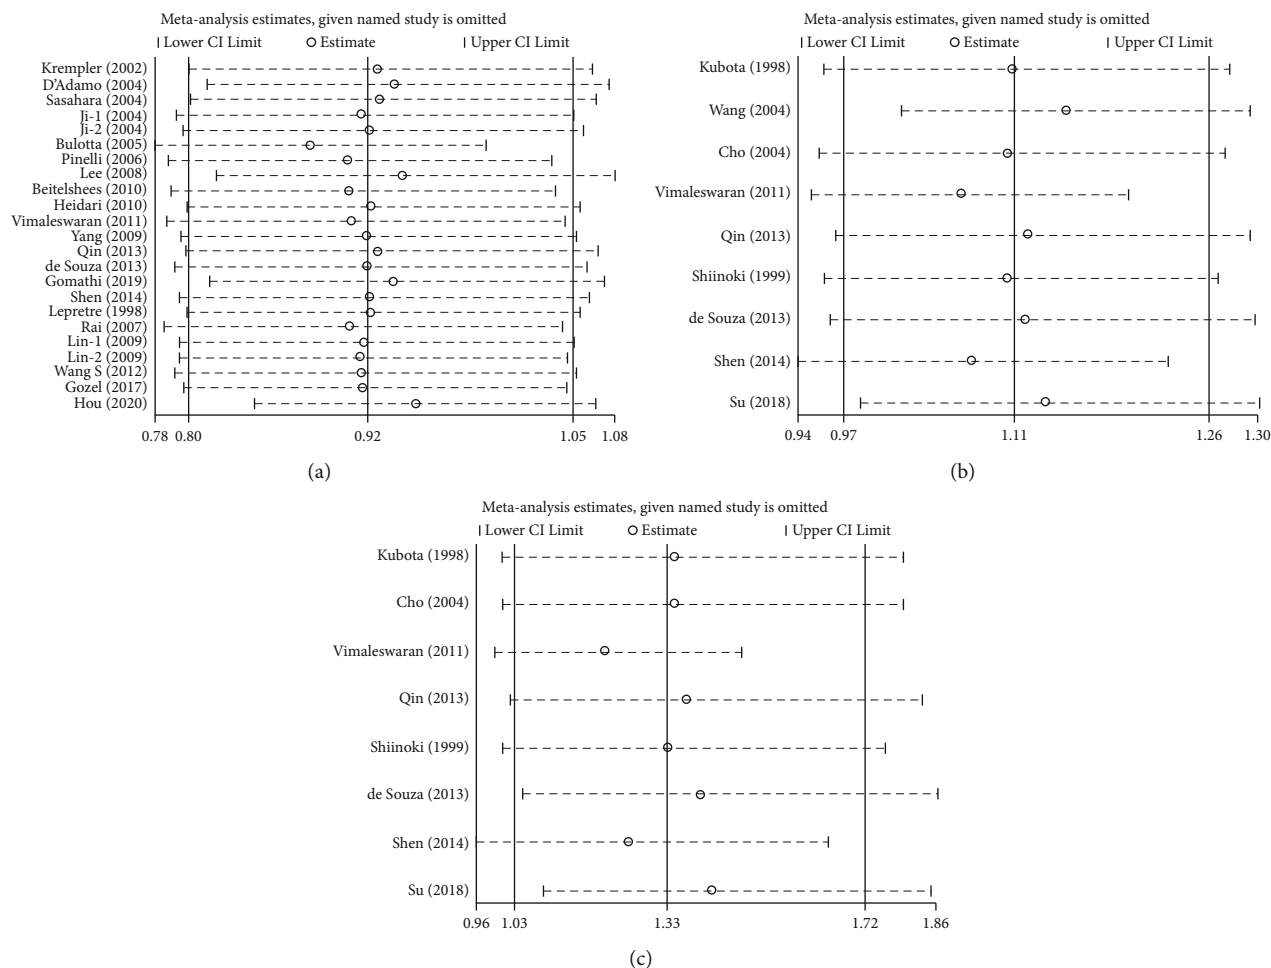 Meta-analysis estimates, given named study is omitted
Lower CI Limit Estimate Upper CI Limit
Krempler (2002)
D'Adamo (2004)
Sasahara (2004)
Ji-1 (2004)
Ji-2 (2004)
Bulotta (2005)
Pinelli (2006)
Lee (2008)
Beitelshees (2010)
Heidari (2010)
Vimaleswaran (2011)
Yang (2009)
Qin (2013)
de Souza (2013)
Gomathi (2019)
Shen (2014)
Lepretre (1998)
Rai (2007)
Lin-1 (2009)
Lin-2 (2009)
Wang S (2012)
Gozel (2017)
Hou (2020)
0.78 0.80 0.92 1.05 1.08
(a)
Meta-analysis estimates, given named study is omitted
Lower CI Limit Estimate Upper CI Limit
Kubota (1998)
Wang (2004)
Cho (2004)
Vimaleswaran (2011)
Qin (2013)
Shiinoki (1999)
de Souza (2013)
Shen (2014)
Su (2018)
0.94 0.97 1.11 1.26 1.30
(b)
Meta-analysis estimates, given named study is omitted
Lower CI Limit Estimate Upper CI Limit
Kubota (1998)
Cho (2004)
Vimaleswaran (2011)
Qin (2013)
Shiinoki (1999)
de Souza (2013)
Shen (2014)
Su (2018)
0.96 1.03 1.33 1.72 1.86
(c)